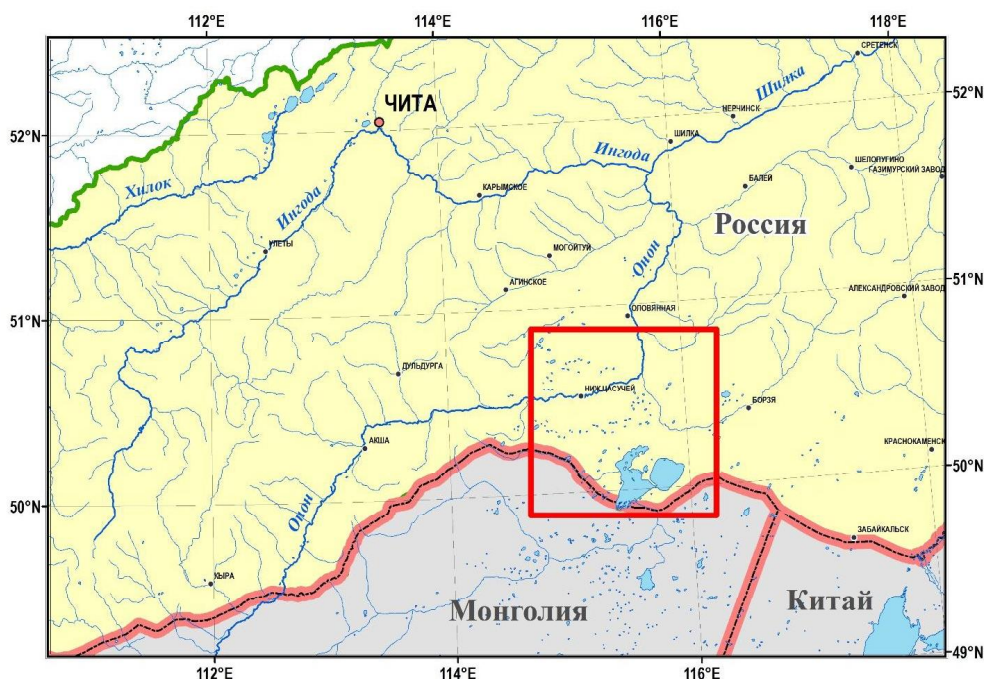 112°E
114°E
116°E
118°E
СРЕТЕНСК
Шилка
52°N
ЧИТА
НЕРЧИНСК
52°N
ШИЛКА
Ингода
ШЕЛОПУГИНО
ГАЗИМУРСКИЙ ЗАВОД
Хилок
Ингода
КАРЫМСКОЕ
БАЛЕЙ
Россия
УЛЕТЫ
МОГОЙТУЙ
Онон
51°N
АГИНСКОЕ
АЛЕКСАНДРОВСКИЙ ЗАВОД
51°N
ОЛОВЯННАЯ
ДУЛЬДУРГА
НИЖ.ЦАСУЧЕЙ
БОРЗЯ
АКША
КРАСНОКАМЕНСК
50°N
50°N
Онон
ЗАБАЙКАЛЬСК
КЫРА
Монголия
Китай
49°N
112°E
114°E
116°E